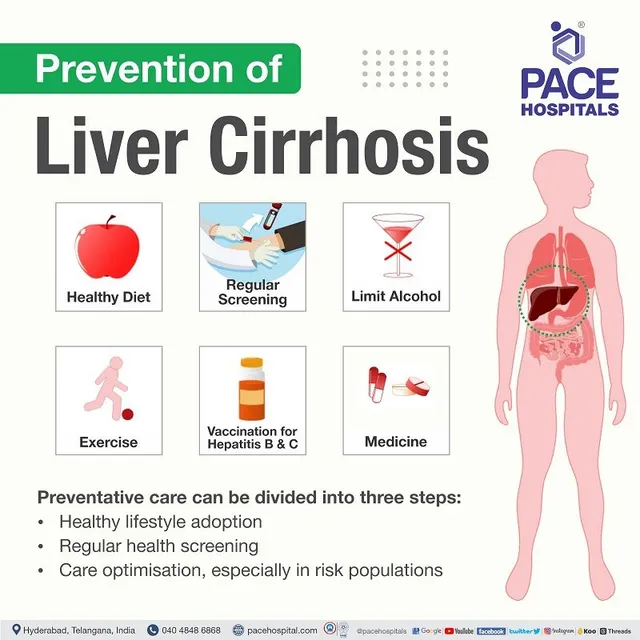 Prevention of
Liver Cirrhosis
®
PACE
HOSPITALS
Healthy Diet
Regular
Screening
Limit Alcohol
Exercise
Vaccination for
Hepatitis B & C
Medicine
Preventative care can be divided into three steps:
• Healthy lifestyle adoption
• Regular health screening
• Care optimisation, especially in risk populations
Hyderabad, Telangana, India 040 4848 6868 pacehospital.com @pacehospitals Google YouTube facebook twitter Instagram Koo Threads